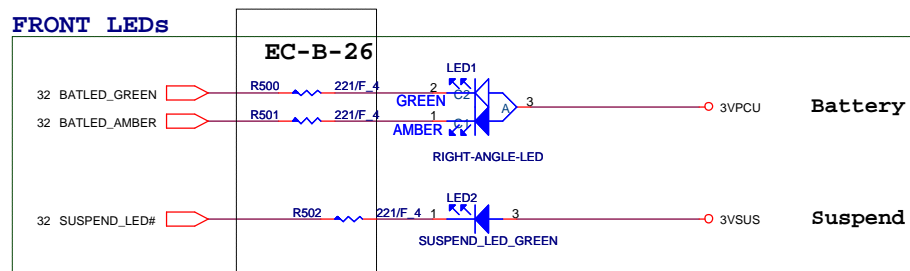 FRONT LEDs
EC-B-26
LED1
32 BATLED_GREEN R500 221/F_4 2 GREEN C2 A 3 3VPCU Battery
32 BATLED_AMBER R501 221/F_4 1 AMBER C1
RIGHT-ANGLE-LED
LED2
32 SUSPEND_LED# R502 221/F_4 1 3 3VSUS Suspend
SUSPEND_LED_GREEN